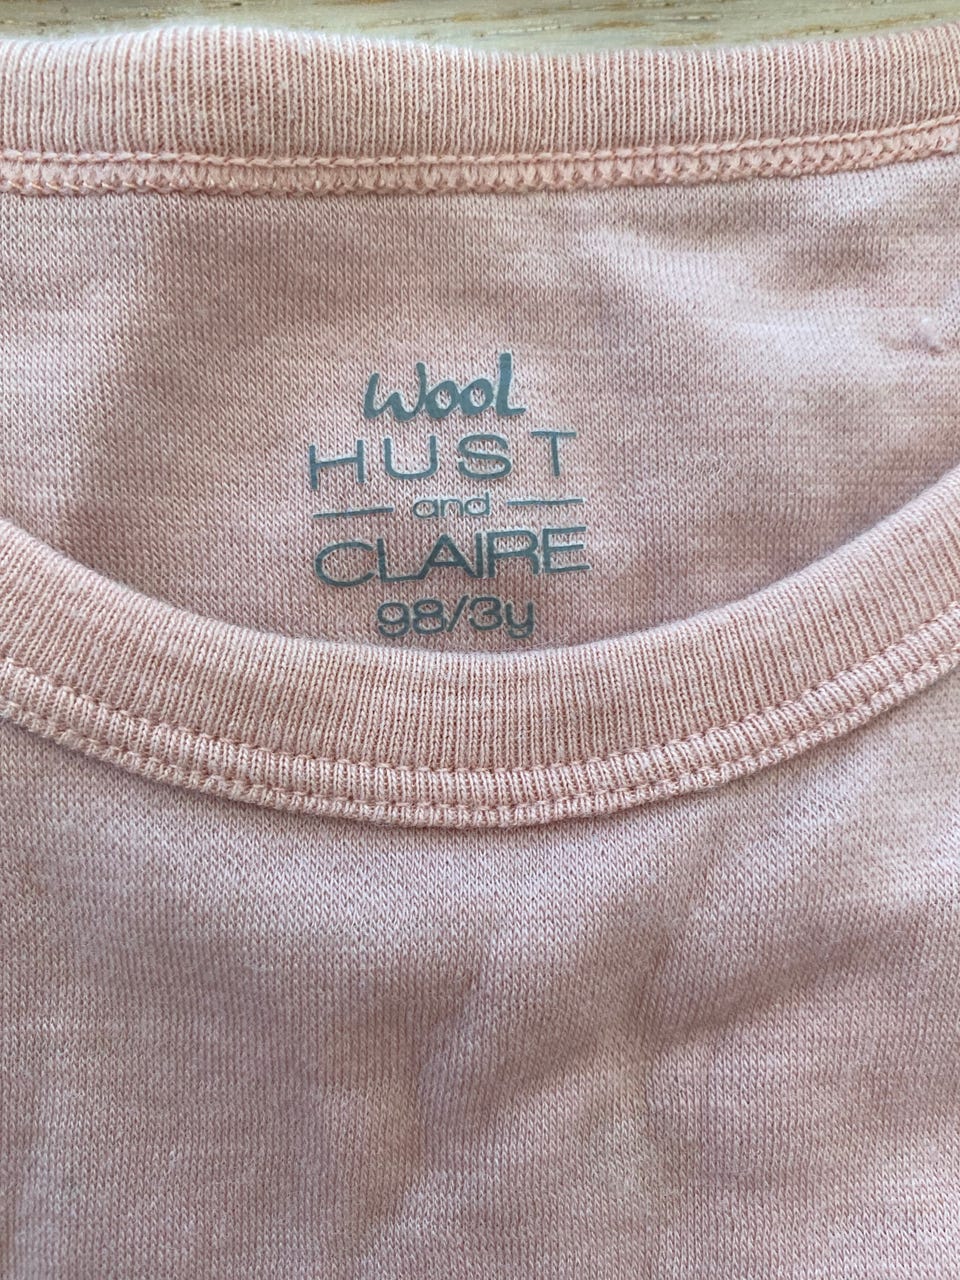 Wool
HUST
and
CLAIRE
98/3y